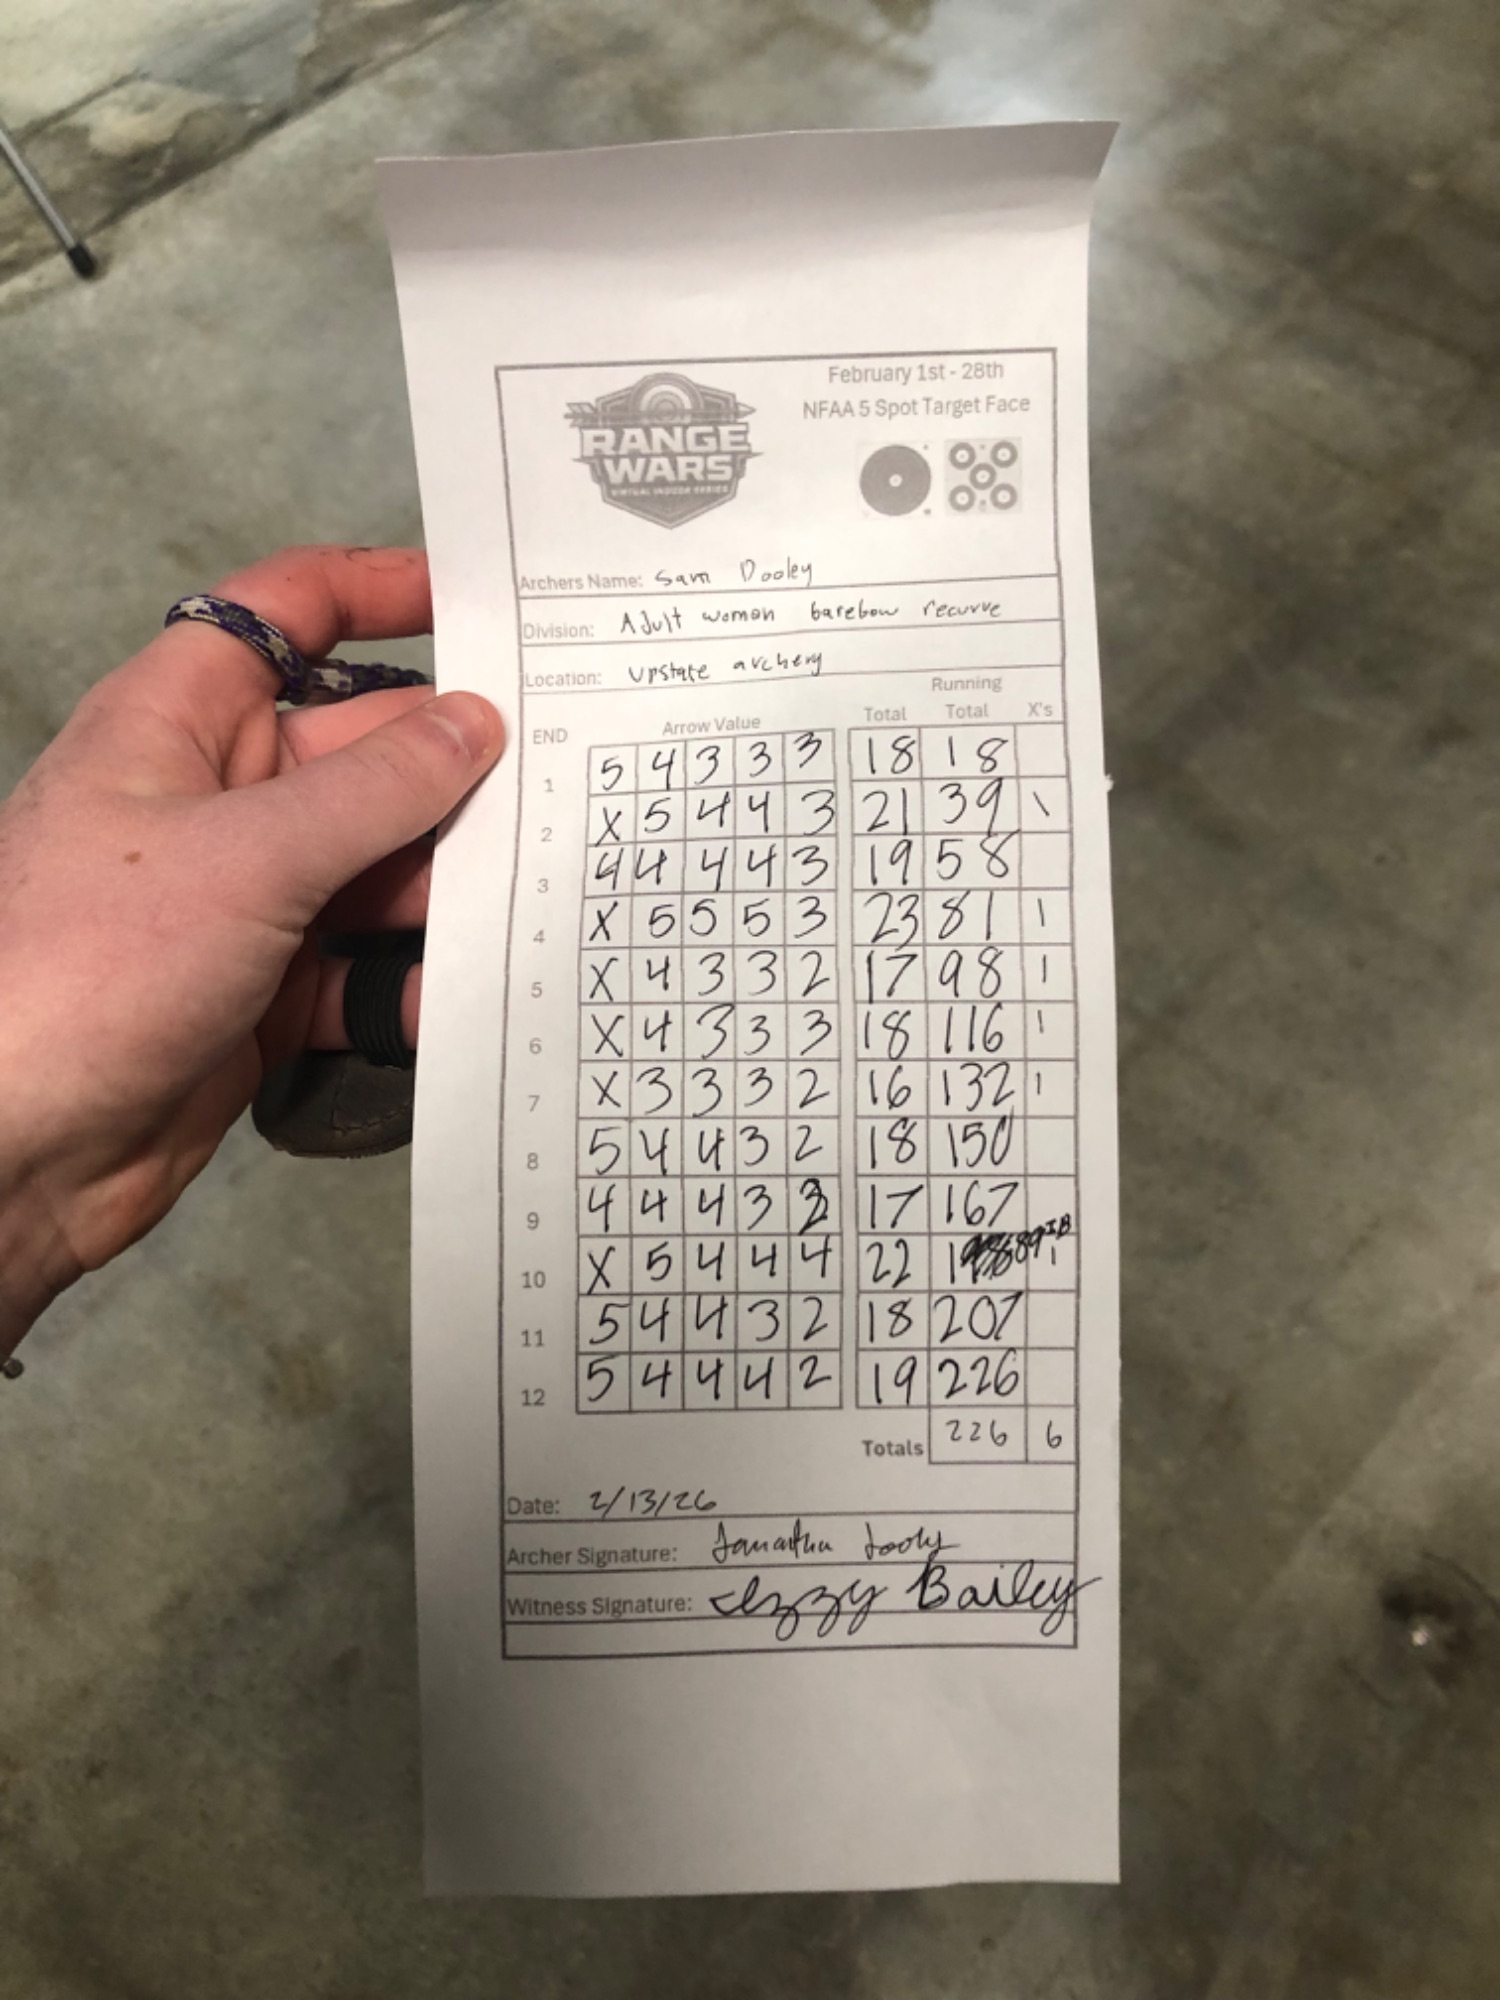 February 1st - 28th
NFAA 5 Spot Target Face
RANGE
WARS
VIRTUAL INDOOR SERIES
Archers Name: Sam Dooley
Division: Adult woman barebow recurve
Location: Upstate archery
Running
END Arrow Value Total Total X's
1 5 4 3 3 3 18 18
2 X 5 4 4 3 21 39 \
3 4 4 4 4 3 19 58
4 X 5 5 5 3 23 81 1
5 X 4 3 3 2 17 98 1
6 X 4 3 3 3 18 116 1
7 X 3 3 3 2 16 132 1
8 5 4 4 3 2 18 150
9 4 4 4 3 2 17 167
10 X 5 4 4 4 22 189 IB 1
11 5 4 4 3 2 18 207
12 5 4 4 4 2 19 226
Totals 226 6
Date: 2/13/26
Archer Signature: Samantha Dooley
Witness Signature: Izzy Bailey